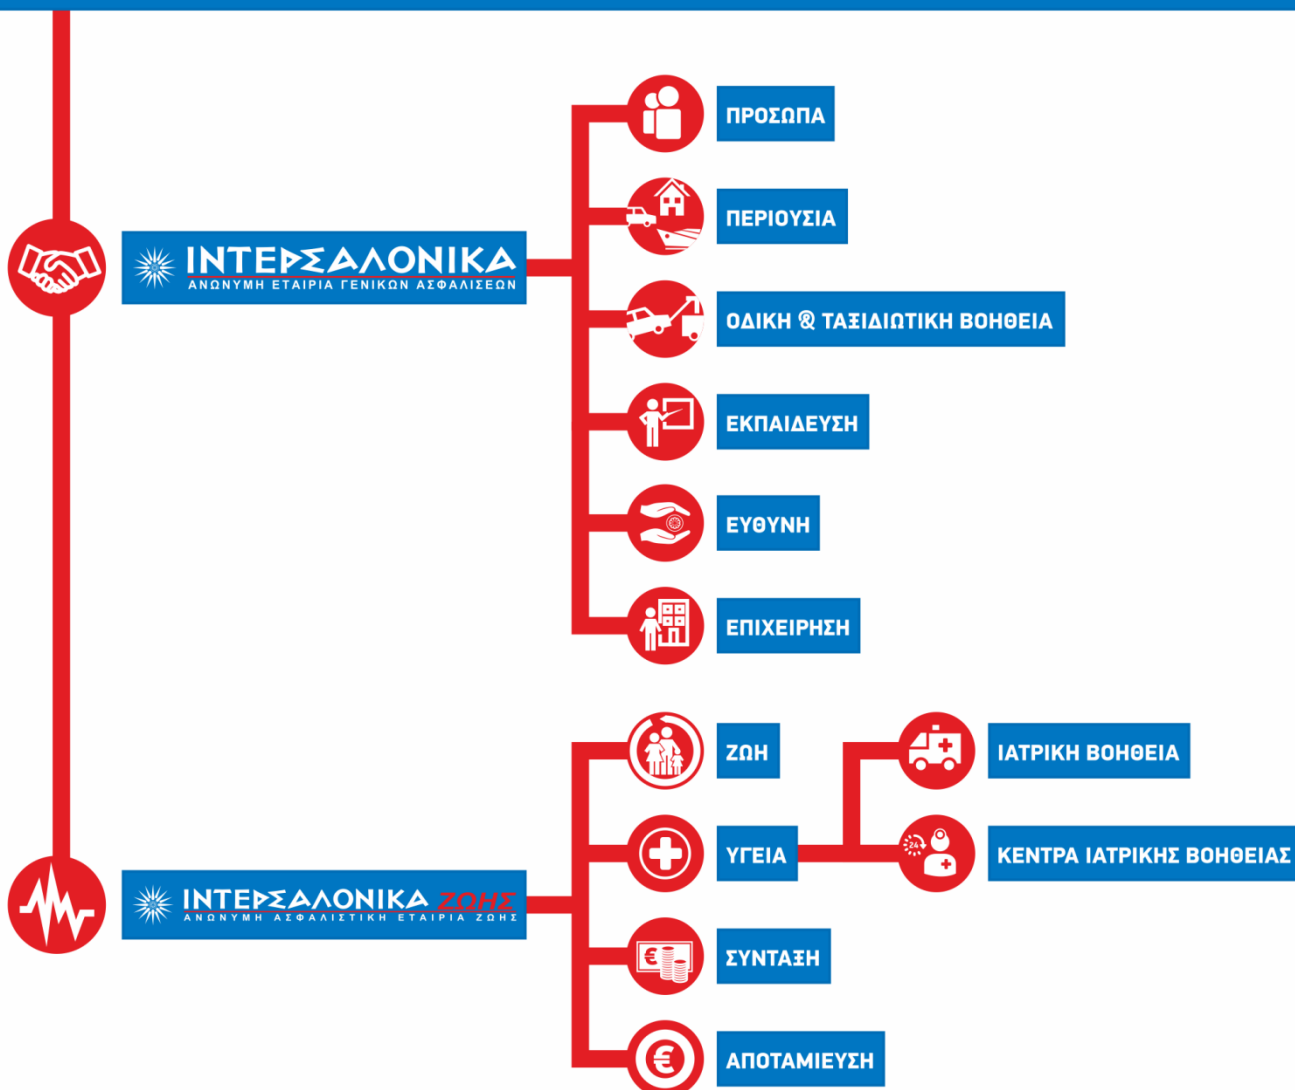 ΠΡΟΣΩΠΑ
ΠΕΡΙΟΥΣΙΑ
ΙΝΤΕΡΣΑΛΟΝΙΚΑ
ΑΝΩΝΥΜΗ ΕΤΑΙΡΙΑ ΓΕΝΙΚΩΝ ΑΣΦΑΛΙΣΕΩΝ
ΟΔΙΚΗ & ΤΑΞΙΔΙΩΤΙΚΗ ΒΟΗΘΕΙΑ
ΕΚΠΑΙΔΕΥΣΗ
ΕΥΘΥΝΗ
ΕΠΙΧΕΙΡΗΣΗ
ΖΩΗ
ΙΑΤΡΙΚΗ ΒΟΗΘΕΙΑ
ΥΓΕΙΑ
24
ΚΕΝΤΡΑ ΙΑΤΡΙΚΗΣ ΒΟΗΘΕΙΑΣ
ΙΝΤΕΡΣΑΛΟΝΙΚΑ ΖΩΗΣ
ΑΝΩΝΥΜΗ ΑΣΦΑΛΙΣΤΙΚΗ ΕΤΑΙΡΙΑ ΖΩΗΣ
€
ΣΥΝΤΑΞΗ
€
ΑΠΟΤΑΜΙΕΥΣΗ